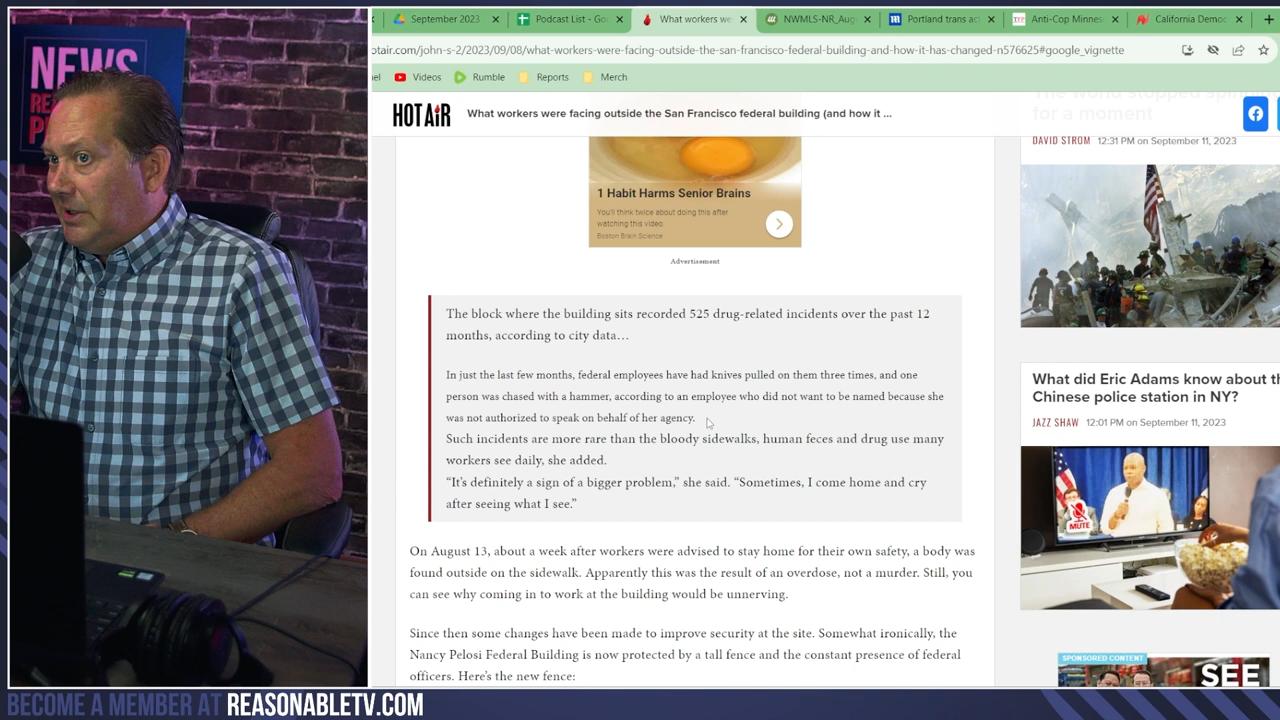 NEWS
September 2023
Podcast List - Goo
What workers we
NWMLS-NR_Aug
Portland trans act
Anti-Cop Minnes
California Democ
otair.com/john-s-2/2023/09/08/what-workers-were-facing-outside-the-san-francisco-federal-building-and-how-it-has-changed-n576625#google_vignette
el
Videos
Rumble
Reports
Merch
HOT AIR
What workers were facing outside the San Francisco federal building (and how it ...
The world stopped
for a moment
DAVID STROM 12:31 PM on September 11, 2023
1 Habit Harms Senior Brains
You'll think twice about doing this after
watching this video
Boston Brain Science
Advertisement
The block where the building sits recorded 525 drug-related incidents over the past 12
months, according to city data…
In just the last few months, federal employees have had knives pulled on them three times, and one
person was chased with a hammer, according to an employee who did not want to be named because she
was not authorized to speak on behalf of her agency.
Such incidents are more rare than the bloody sidewalks, human feces and drug use many
workers see daily, she added.
“It’s definitely a sign of a bigger problem,” she said. “Sometimes, I come home and cry
after seeing what I see.”
On August 13, about a week after workers were advised to stay home for their own safety, a body was
found outside on the sidewalk. Apparently this was the result of an overdose, not a murder. Still, you
can see why coming in to work at the building would be unnerving.
Since then some changes have been made to improve security at the site. Somewhat ironically, the
Nancy Pelosi Federal Building is now protected by a tall fence and the constant presence of federal
officers. Here’s the new fence:
What did Eric Adams know about th
Chinese police station in NY?
JAZZ SHAW 12:01 PM on September 11, 2023
MUTE
SPONSORED CONTENT
SEE
BECOME A MEMBER AT REASONABLETV.COM